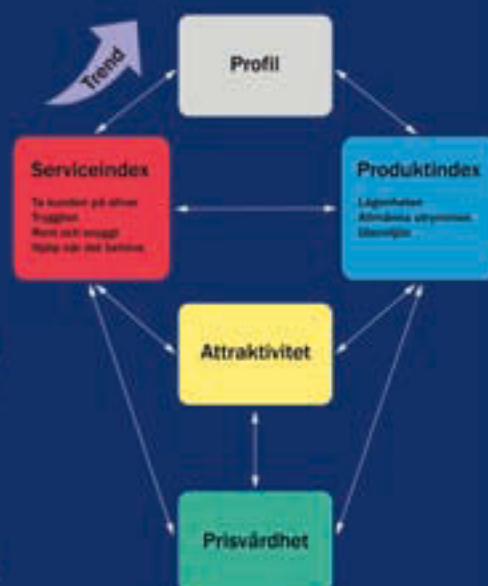 Trend
Profil
Serviceindex
Ta kunden på allvar
Trygghet
Rent och snyggt
Hjälp när det behövs
Produktindex
Lägenheten
Allmänna utrymmen
Utemiljön
Attraktivitet
Prisvärdhet